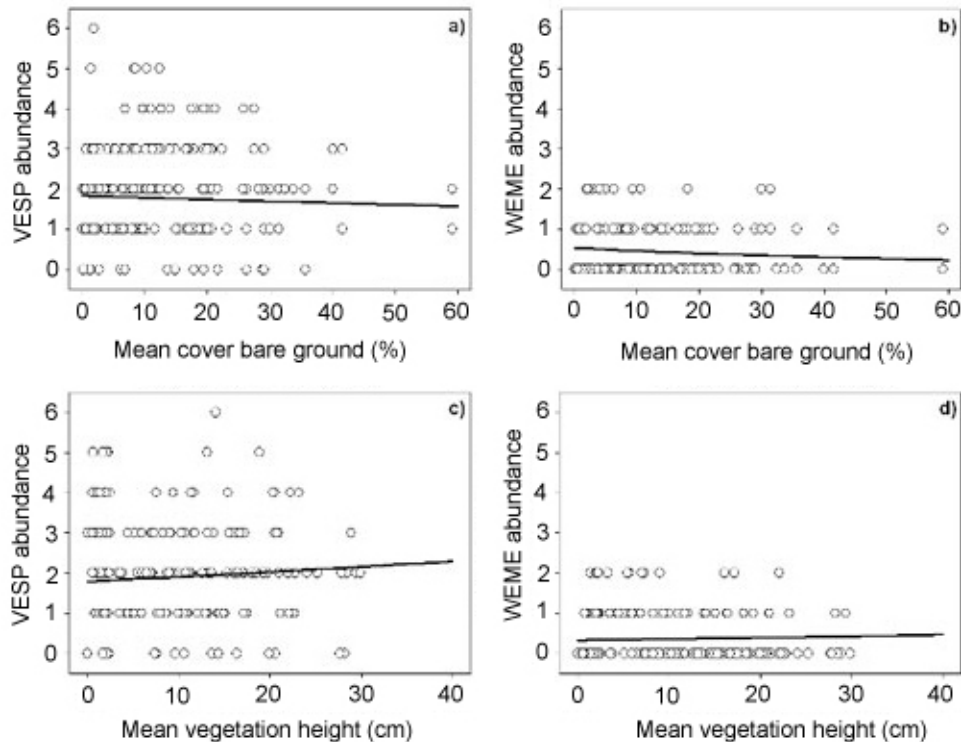 a)
VESP abundance
6
5
4
3
2
1
0
0 10 20 30 40 50 60
Mean cover bare ground (%)
b)
WEME abundance
6
5
4
3
2
1
0
0 10 20 30 40 50 60
Mean cover bare ground (%)
c)
VESP abundance
6
5
4
3
2
1
0
0 10 20 30 40
Mean vegetation height (cm)
d)
WEME abundance
6
5
4
3
2
1
0
0 10 20 30 40
Mean vegetation height (cm)